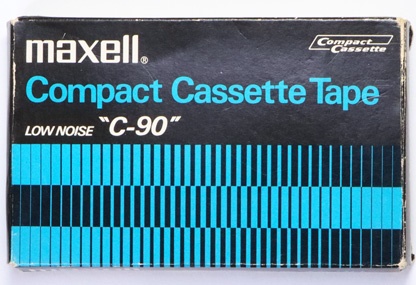 maxell®
Compact Cassette
Compact Cassette Tape
LOW NOISE "C-90"